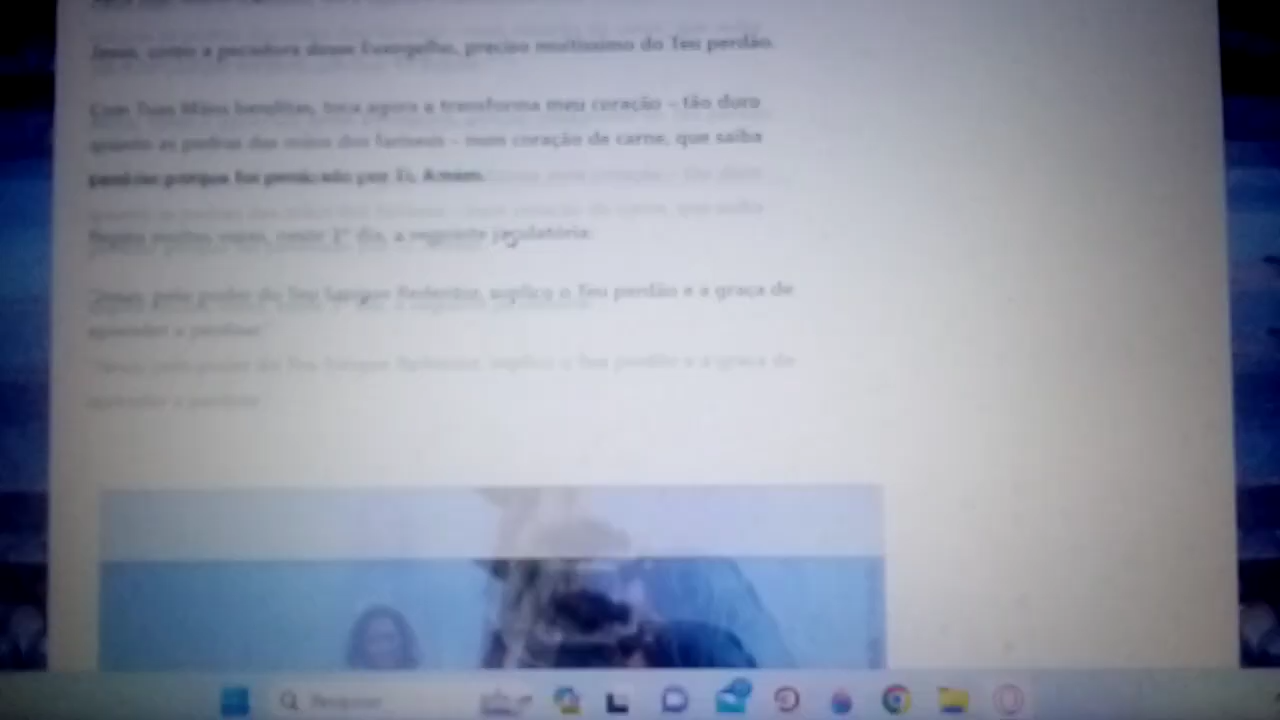 Jesus, como a pecadora desse Evangelho, preciso muitíssimo do Teu perdão.
Com Tuas Mãos benditas, toca agora e transforma meu coração – tão duro
quanto as pedras das mãos dos fariseus – num coração de carne, que saiba
perdoar porque foi perdoado por Ti. Amém.
Repita muitas vezes, neste 1º dia, a seguinte jaculatória:
"Jesus, pelo poder do Teu Sangue Redentor, suplico o Teu perdão e a graça de
aprender a perdoar"
Pesquisar